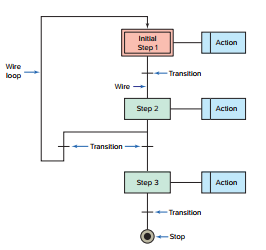 Initial
Step 1
Action
Wire
loop
Transition
Wire
Step 2
Action
Transition
Step 3
Action
Transition
Stop